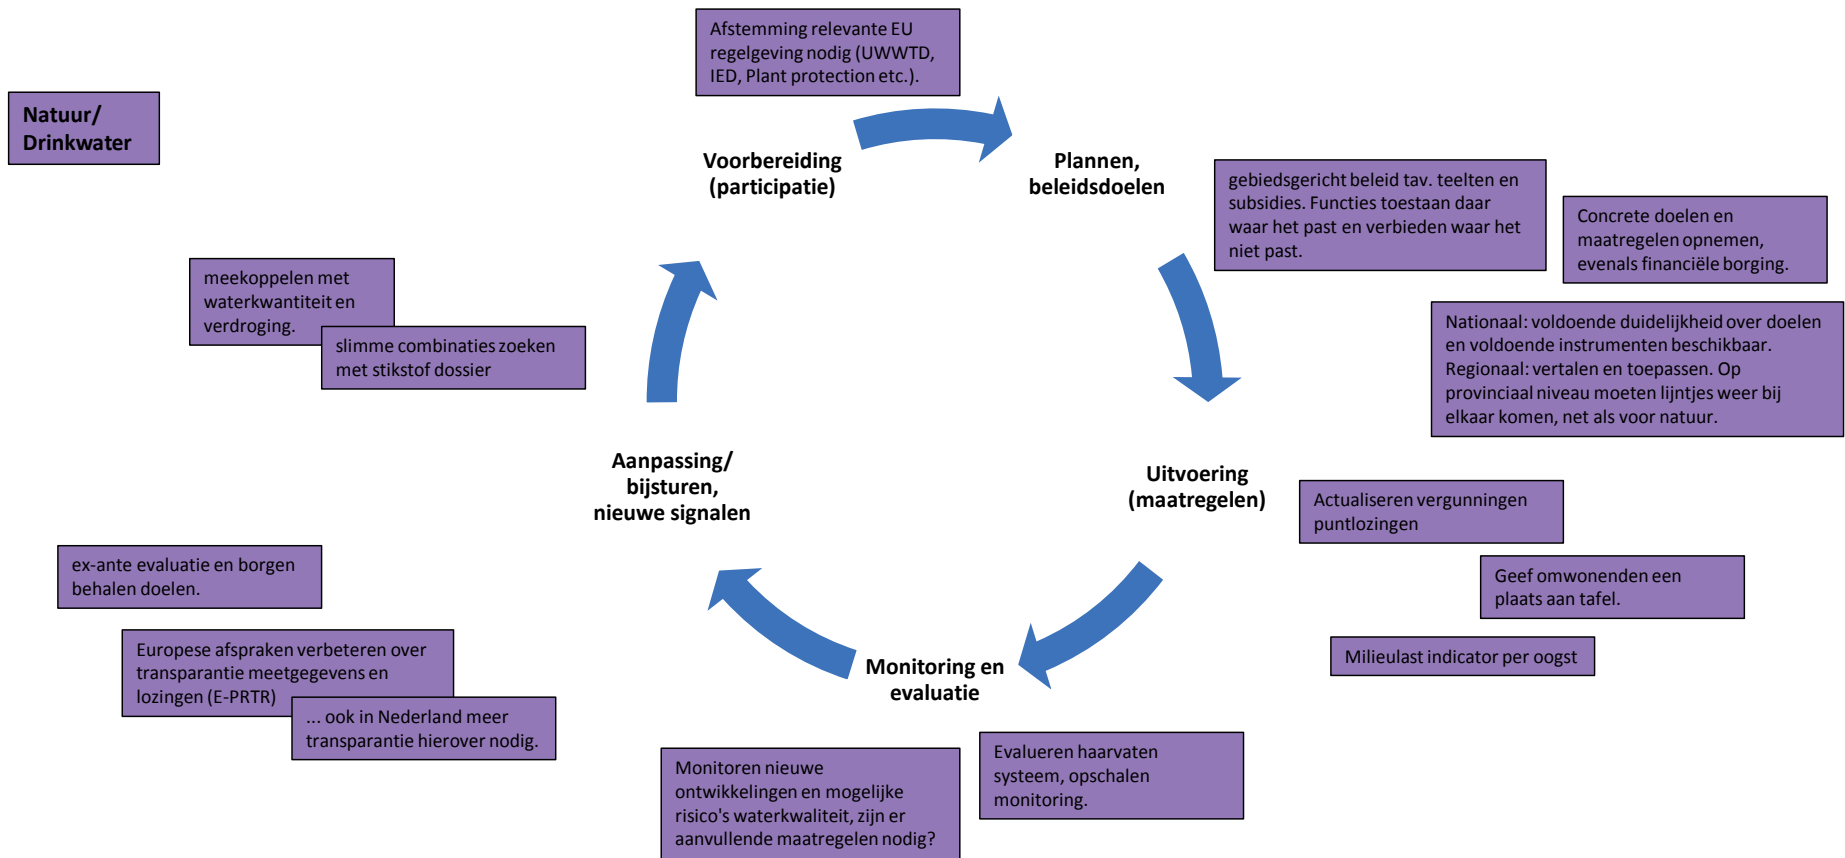 Afstemming relevante EU
regelgeving nodig (UWWTD,
IED, Plant protection etc.).
Natuur/
Drinkwater
Voorbereiding
(participatie)
Plannen,
beleidsdoelen
gebiedsgericht beleid tav. teelten en
subsidies. Functies toestaan daar
waar het past en verbieden waar het
niet past.
Concrete doelen en
maatregelen opnemen,
evenals financiële borging.
meekoppelen met
waterkwantiteit en
verdroging.
slimme combinaties zoeken
met stikstof dossier
Nationaal: voldoende duidelijkheid over doelen
en voldoende instrumenten beschikbaar.
Regionaal: vertalen en toepassen. Op
provinciaal niveau moeten lijntjes weer bij
elkaar komen, net als voor natuur.
Aanpassing/
bijsturen,
nieuwe signalen
Uitvoering
(maatregelen)
Actualiseren vergunningen
puntlozingen
Geef omwonenden een
plaats aan tafel.
Milieulast indicator per oogst
ex-ante evaluatie en borgen
behalen doelen.
Europese afspraken verbeteren over
transparantie meetgegevens en
lozingen (E-PRTR)
... ook in Nederland meer
transparantie hierover nodig.
Monitoring en
evaluatie
Monitoren nieuwe
ontwikkelingen en mogelijke
risico's waterkwaliteit, zijn er
aanvullende maatregelen nodig?
Evalueren haarvaten
systeem, opschalen
monitoring.